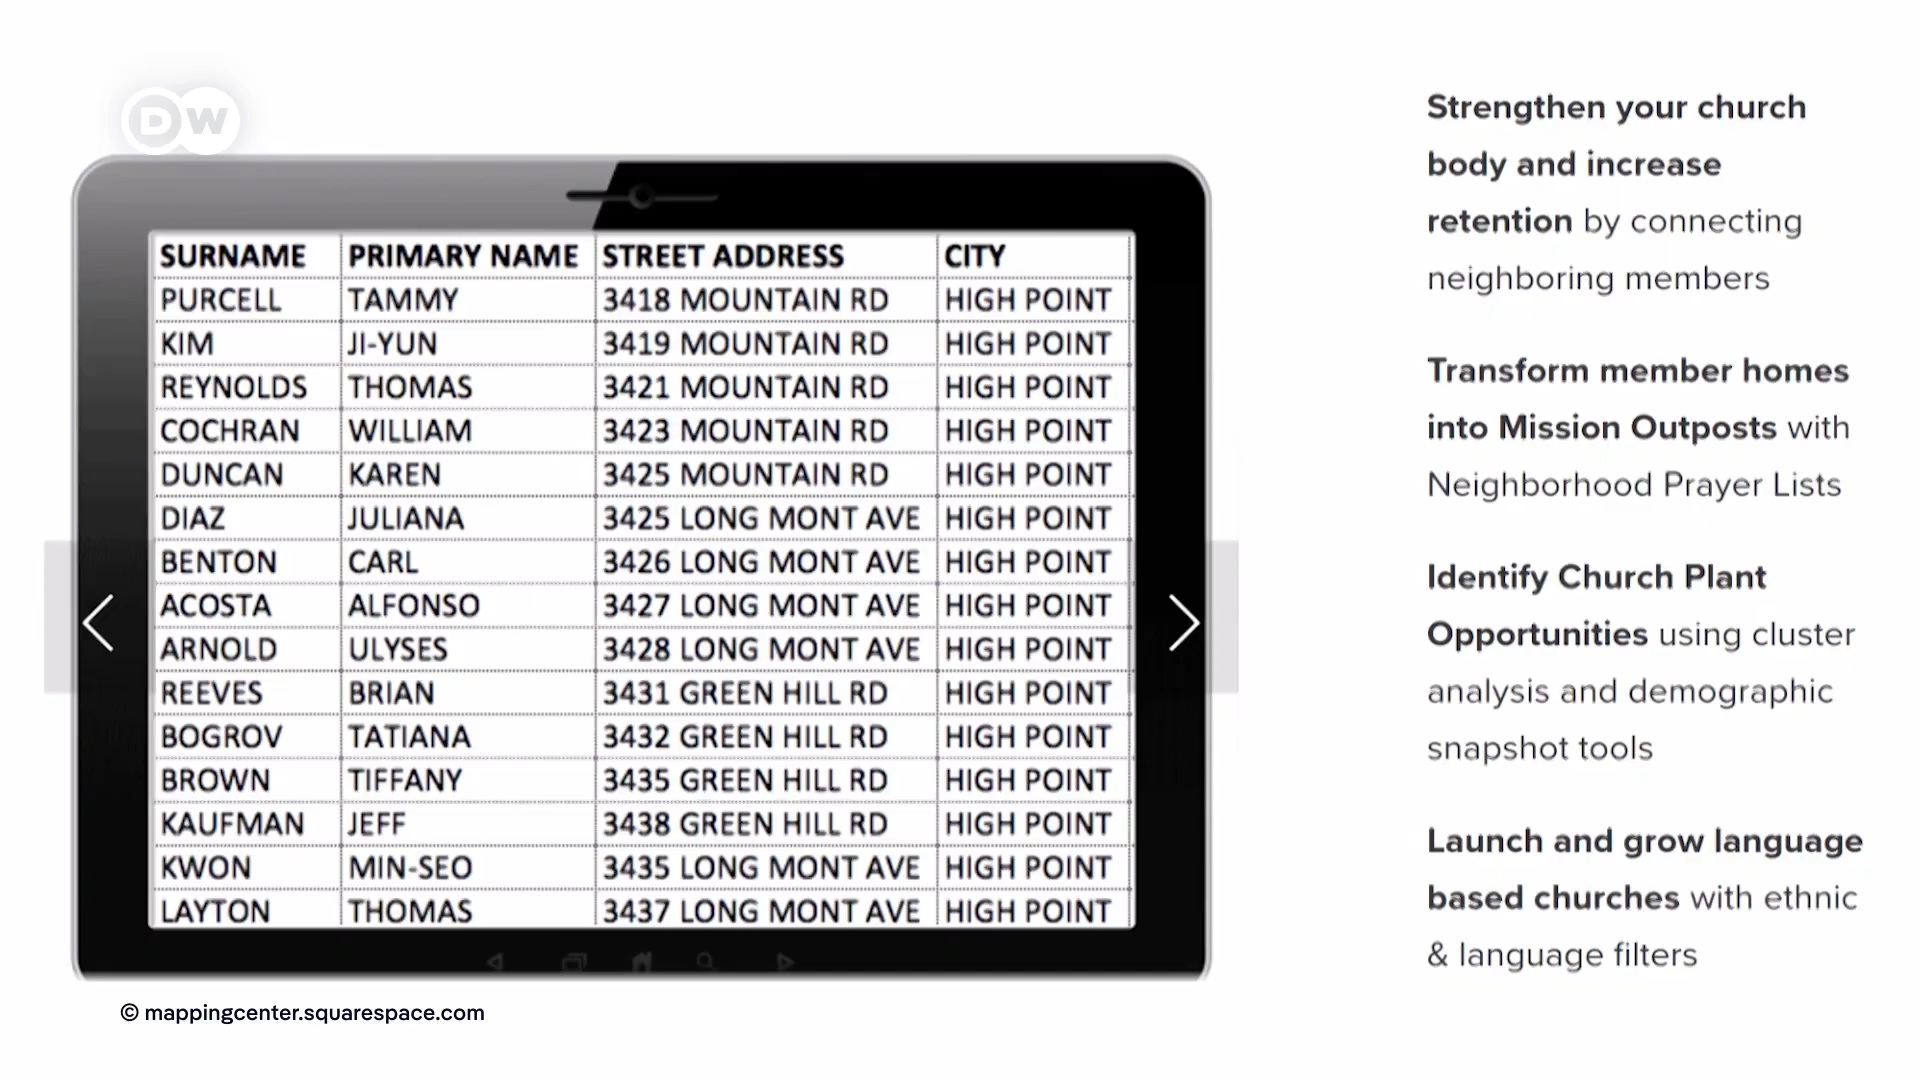 DW
SURNAME PRIMARY NAME STREET ADDRESS CITY
PURCELL TAMMY 3418 MOUNTAIN RD HIGH POINT
KIM JI-YUN 3419 MOUNTAIN RD HIGH POINT
REYNOLDS THOMAS 3421 MOUNTAIN RD HIGH POINT
COCHRAN WILLIAM 3423 MOUNTAIN RD HIGH POINT
DUNCAN KAREN 3425 MOUNTAIN RD HIGH POINT
DIAZ JULIANA 3425 LONG MONT AVE HIGH POINT
BENTON CARL 3426 LONG MONT AVE HIGH POINT
ACOSTA ALFONSO 3427 LONG MONT AVE HIGH POINT
ARNOLD ULYSES 3428 LONG MONT AVE HIGH POINT
REEVES BRIAN 3431 GREEN HILL RD HIGH POINT
BOGROV TATIANA 3432 GREEN HILL RD HIGH POINT
BROWN TIFFANY 3435 GREEN HILL RD HIGH POINT
KAUFMAN JEFF 3438 GREEN HILL RD HIGH POINT
KWON MIN-SEO 3435 LONG MONT AVE HIGH POINT
LAYTON THOMAS 3437 LONG MONT AVE HIGH POINT
© mappingcenter.squarespace.com
Strengthen your church
body and increase
retention by connecting
neighboring members
Transform member homes
into Mission Outposts with
Neighborhood Prayer Lists
Identify Church Plant
Opportunities using cluster
analysis and demographic
snapshot tools
Launch and grow language
based churches with ethnic
& language filters